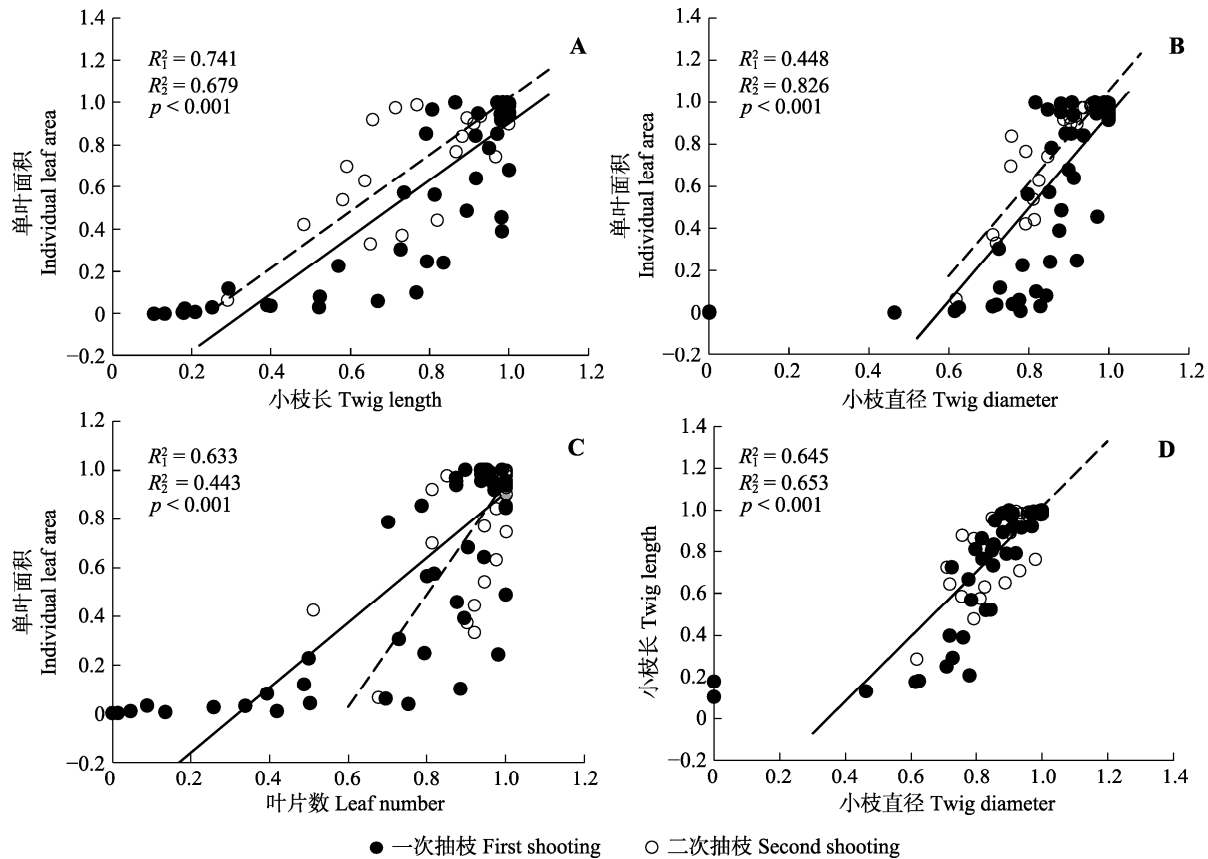 A
R₁² = 0.741
R₂² = 0.679
p < 0.001
单叶面积
Individual leaf area
1.4
1.2
1.0
0.8
0.6
0.4
0.2
0
−0.2
0
0.2
0.4
0.6
0.8
1.0
1.2
小枝长 Twig length
B
R₁² = 0.448
R₂² = 0.826
p < 0.001
单叶面积
Individual leaf area
1.4
1.2
1.0
0.8
0.6
0.4
0.2
0
−0.2
0
0.2
0.4
0.6
0.8
1.0
1.2
小枝直径 Twig diameter
C
R₁² = 0.633
R₂² = 0.443
p < 0.001
单叶面积
Individual leaf area
1.2
1.0
0.8
0.6
0.4
0.2
0
−0.2
0
0.2
0.4
0.6
0.8
1.0
1.2
叶片数 Leaf number
D
R₁² = 0.645
R₂² = 0.653
p < 0.001
小枝长 Twig length
1.4
1.2
1.0
0.8
0.6
0.4
0.2
0
−0.2
0
0.2
0.4
0.6
0.8
1.0
1.2
1.4
小枝直径 Twig diameter
一次抽枝 First shooting
二次抽枝 Second shooting